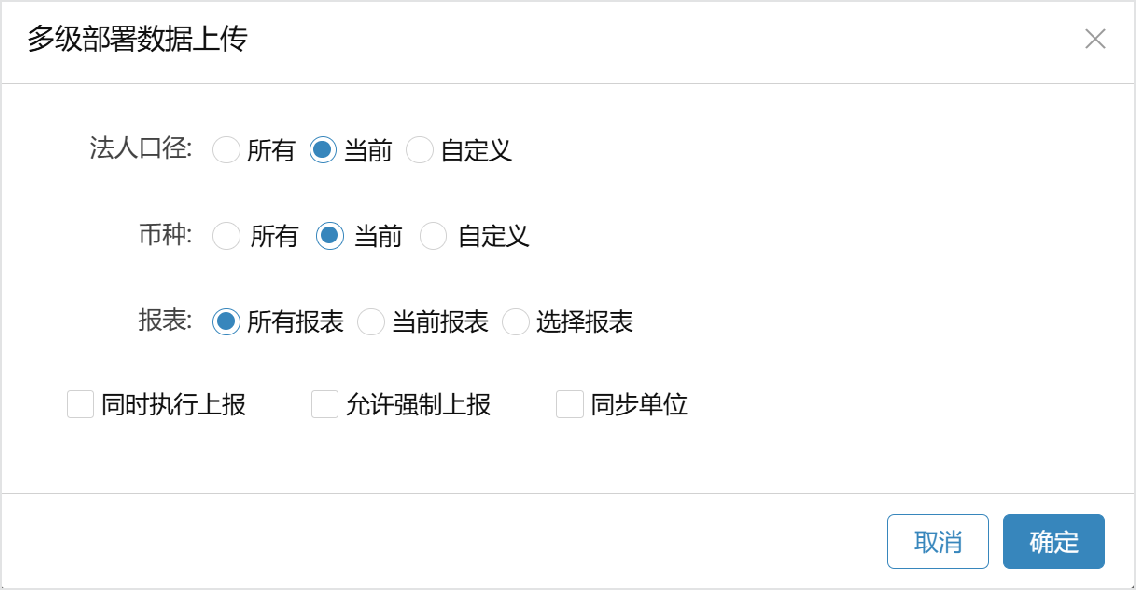 多级部署数据上传
法人口径: 所有 当前 自定义
币种: 所有 当前 自定义
报表: 所有报表 当前报表 选择报表
同时执行上报 允许强制上报 同步单位
取消 确定